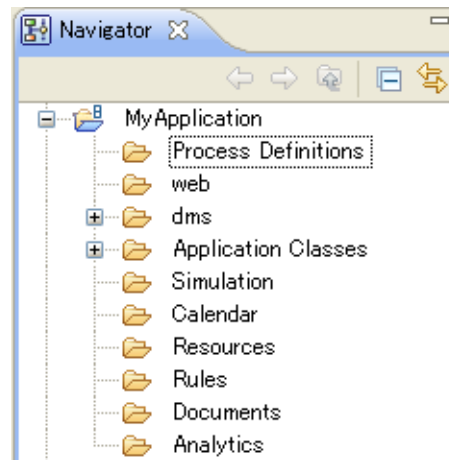 Navigator
MyApplication
Process Definitions
web
dms
Application Classes
Simulation
Calendar
Resources
Rules
Documents
Analytics